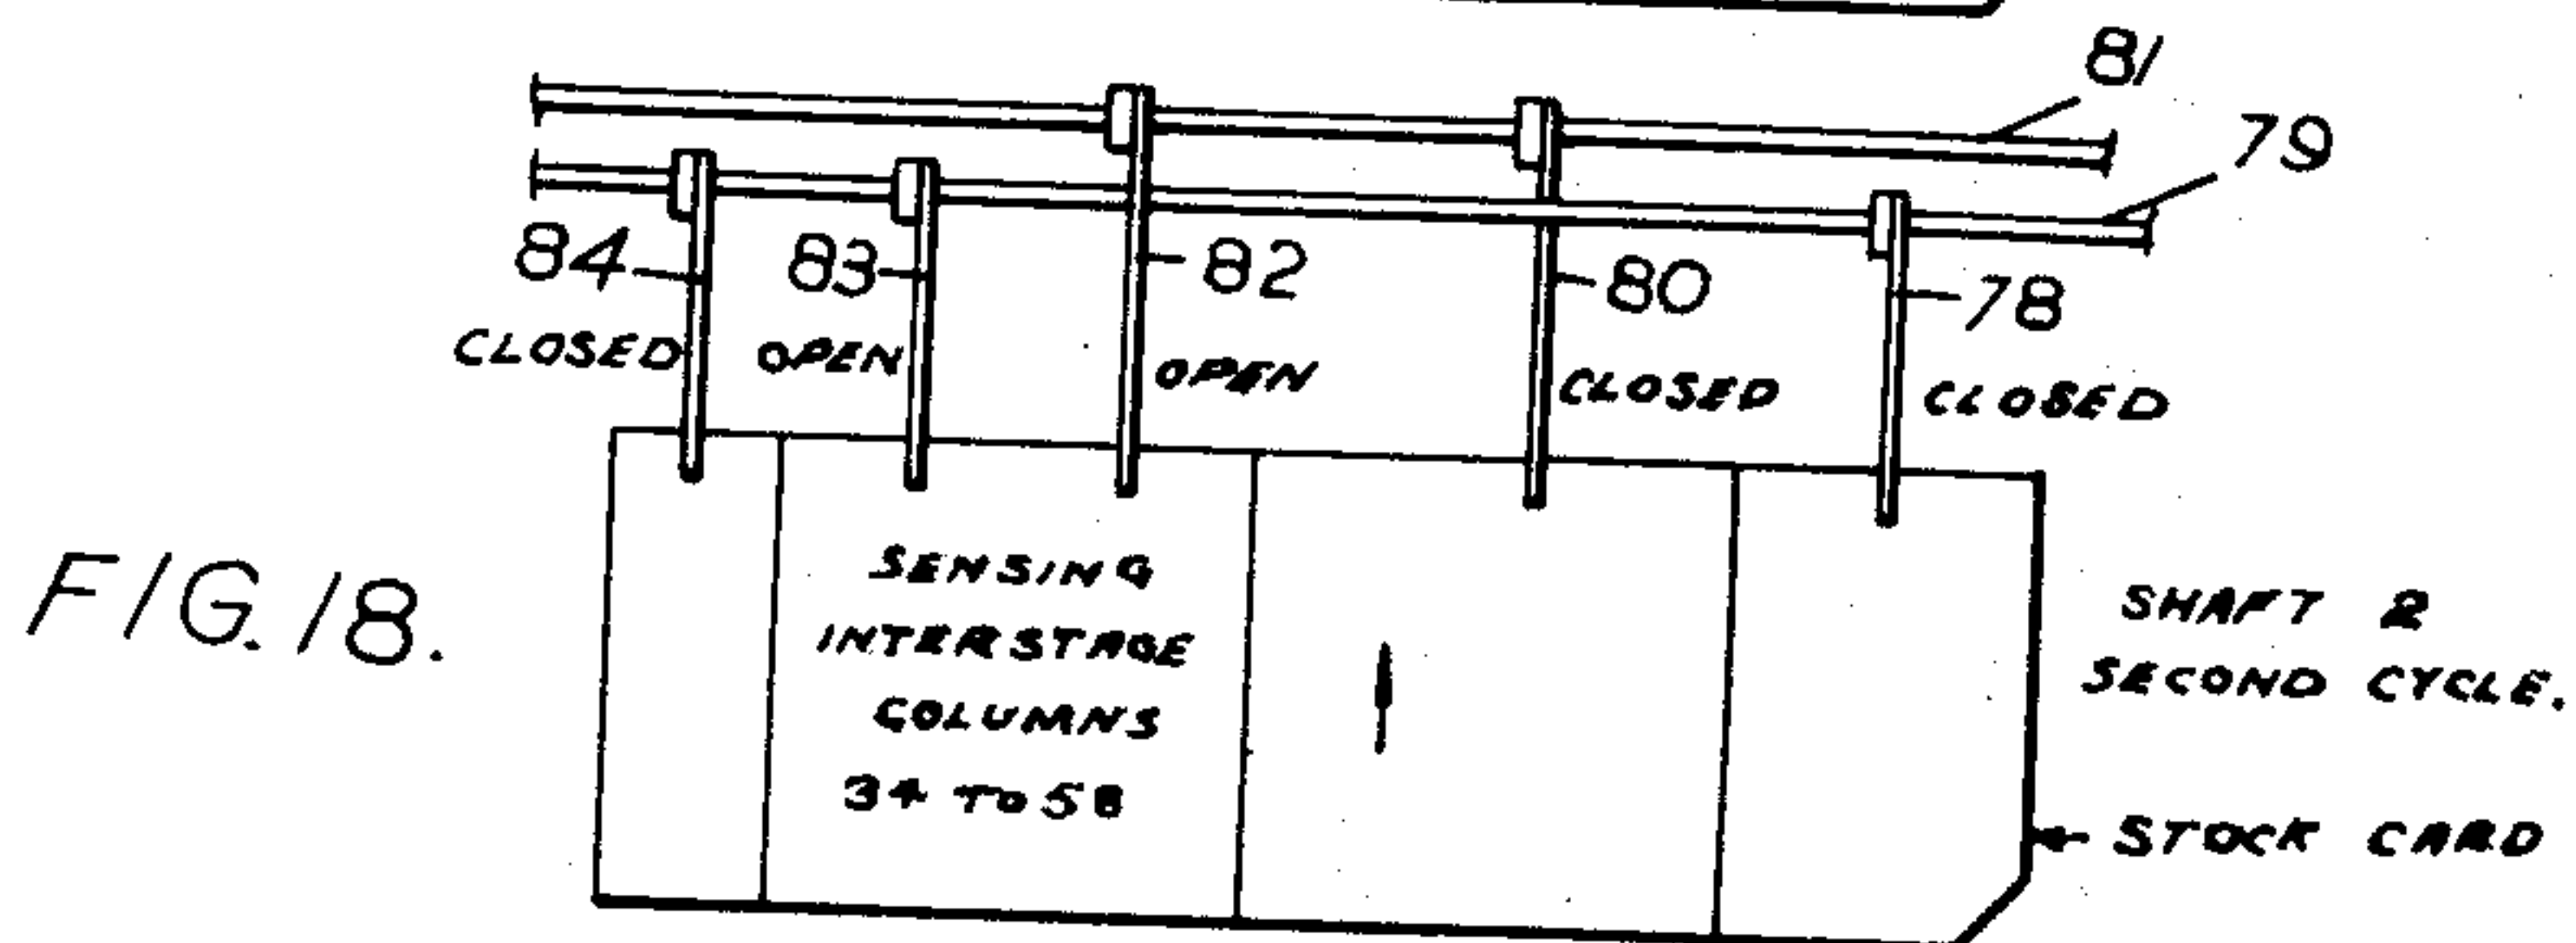 81
79
84 83 82 80 78
CLOSED OPEN OPEN CLOSED CLOSED
SENSING
INTERSTAGE
COLUMNS
34 TO 58
FIG. 18.
SHAFT 2
SECOND CYCLE.
STOCK CARD